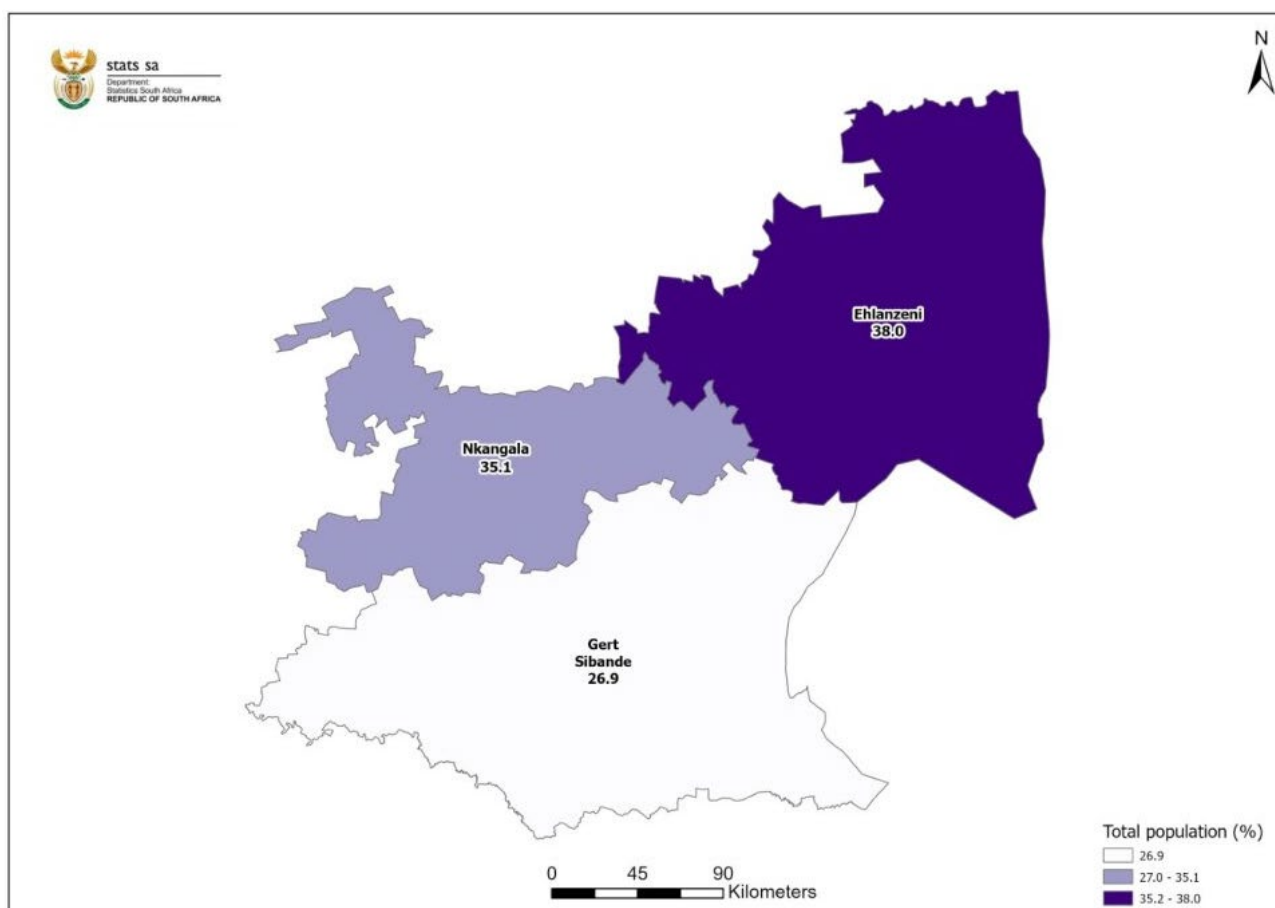 stats sa
Department:
Statistics South Africa
REPUBLIC OF SOUTH AFRICA
N
Ehlanzeni
38.0
Nkangala
35.1
Gert
Sibande
26.9
Total population (%)
26.9
27.0 - 35.1
35.2 - 38.0
0 45 90
Kilometers